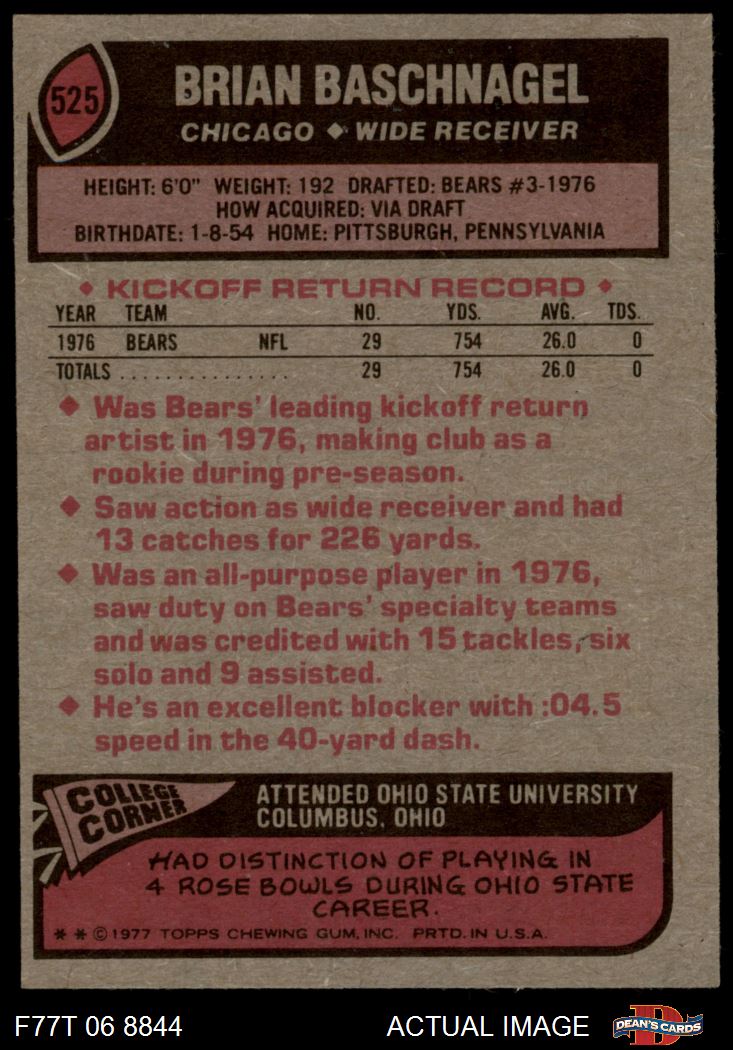 525
BRIAN BASCHNAGEL
CHICAGO ◆ WIDE RECEIVER
HEIGHT: 6'0" WEIGHT: 192 DRAFTED: BEARS #3-1976
HOW ACQUIRED: VIA DRAFT
BIRTHDATE: 1-8-54 HOME: PITTSBURGH, PENNSYLVANIA
◆ KICKOFF RETURN RECORD ◆
YEAR TEAM NO. YDS. AVG. TDS.
1976 BEARS NFL 29 754 26.0 0
TOTALS ................ 29 754 26.0 0
◆ Was Bears' leading kickoff return
artist in 1976, making club as a
rookie during pre-season.
◆ Saw action as wide receiver and had
13 catches for 226 yards.
◆ Was an all-purpose player in 1976,
saw duty on Bears' specialty teams
and was credited with 15 tackles, six
solo and 9 assisted.
◆ He's an excellent blocker with :04.5
speed in the 40-yard dash.
COLLEGE
CORNER
ATTENDED OHIO STATE UNIVERSITY
COLUMBUS, OHIO
HAD DISTINCTION OF PLAYING IN
4 ROSE BOWLS DURING OHIO STATE
CAREER.
* * © 1977 TOPPS CHEWING GUM, INC. PRTD. IN U.S.A.
F77T 06 8844 ACTUAL IMAGE
D
DEAN'S CARDS